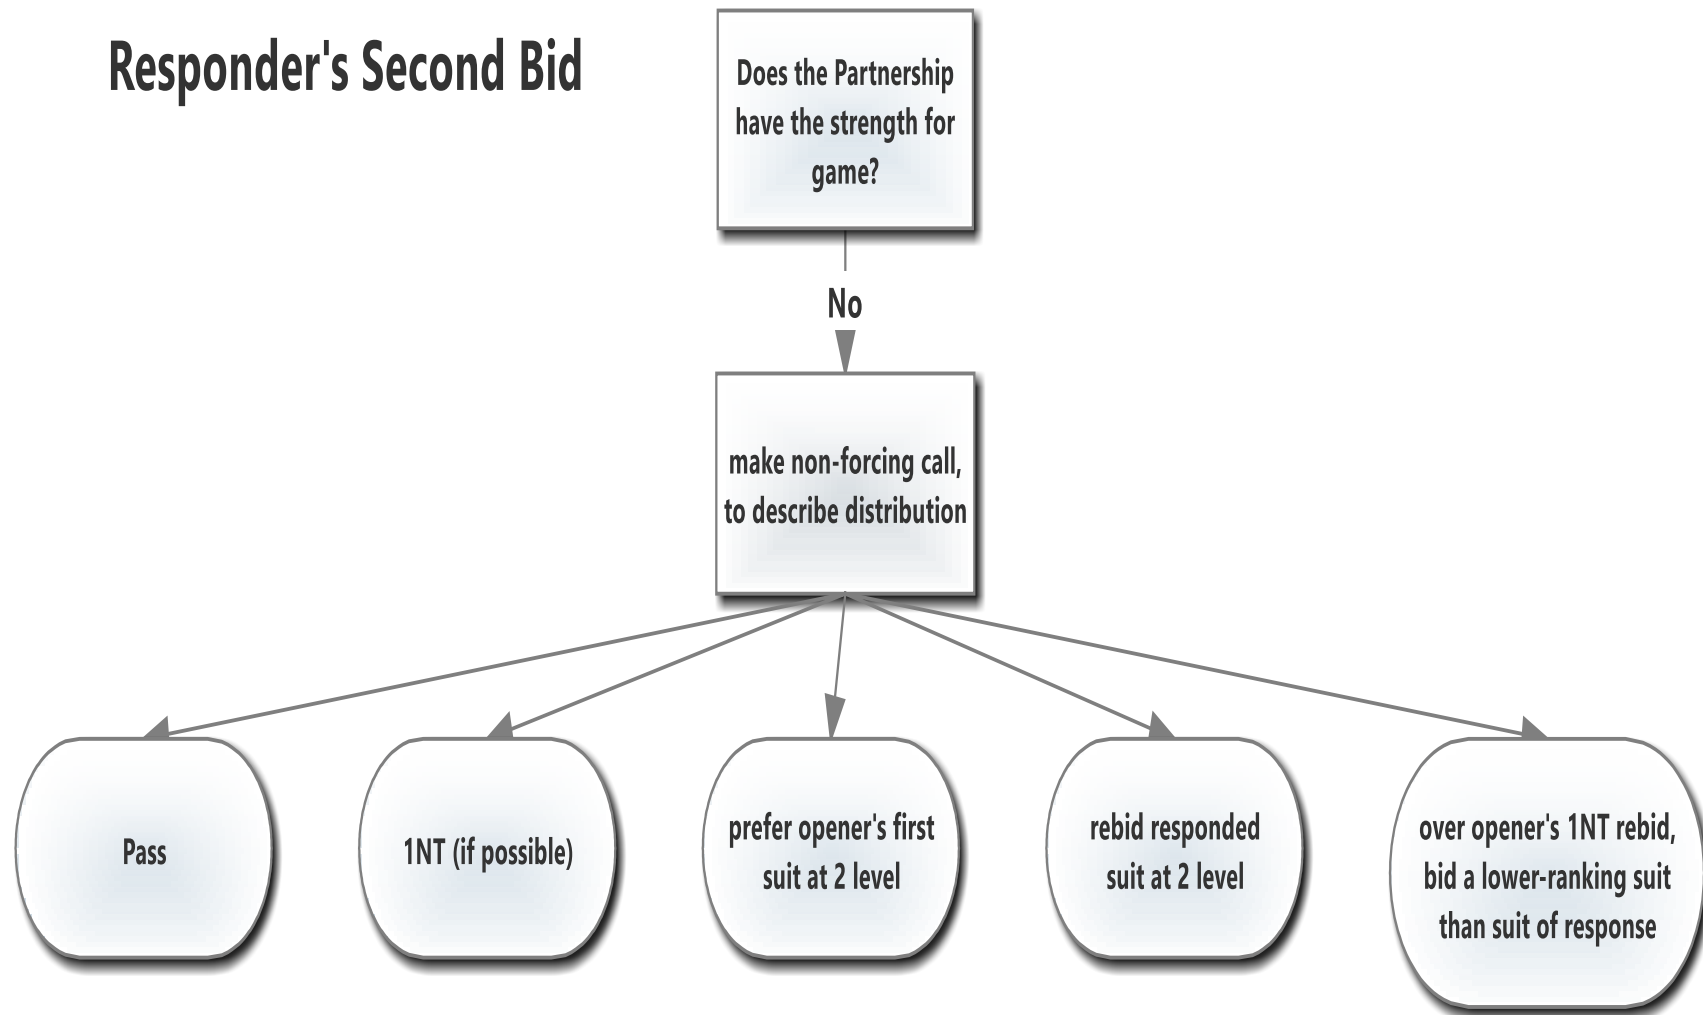 Responder's Second Bid
Does the Partnership
have the strength for
game?
No
make non-forcing call,
to describe distribution
Pass
1NT (if possible)
prefer opener's first
suit at 2 level
rebid responded
suit at 2 level
over opener's 1NT rebid,
bid a lower-ranking suit
than suit of response